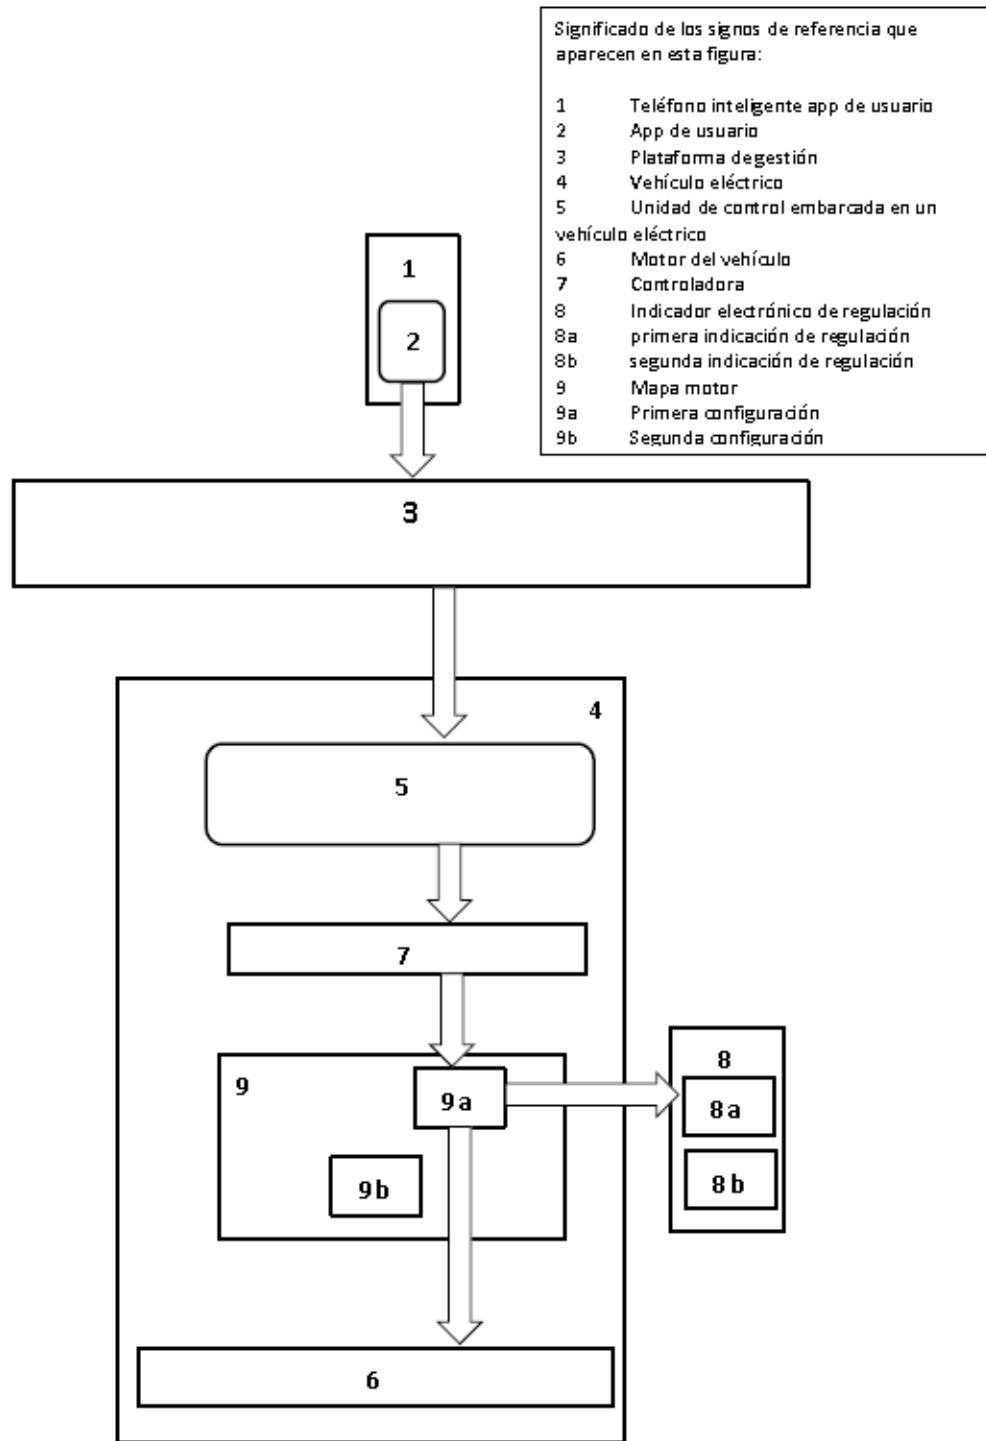 Significado de los signos de referencia que
aparecen en esta figura:
1 Teléfono inteligente app de usuario
2 App de usuario
3 Plataforma degestión
4 Vehículo eléctrico
5 Unidad de control embarcada en un
vehículo eléctrico
6 Motor del vehículo
7 Controladora
8 Indicador electrónico de regulación
8a primera indicación de regulación
8b segunda indicación de regulación
9 Mapa motor
9a Primera configuración
9b Segunda configuración
1
2
3
4
5
7
9
9a
9b
8
8a
8b
6